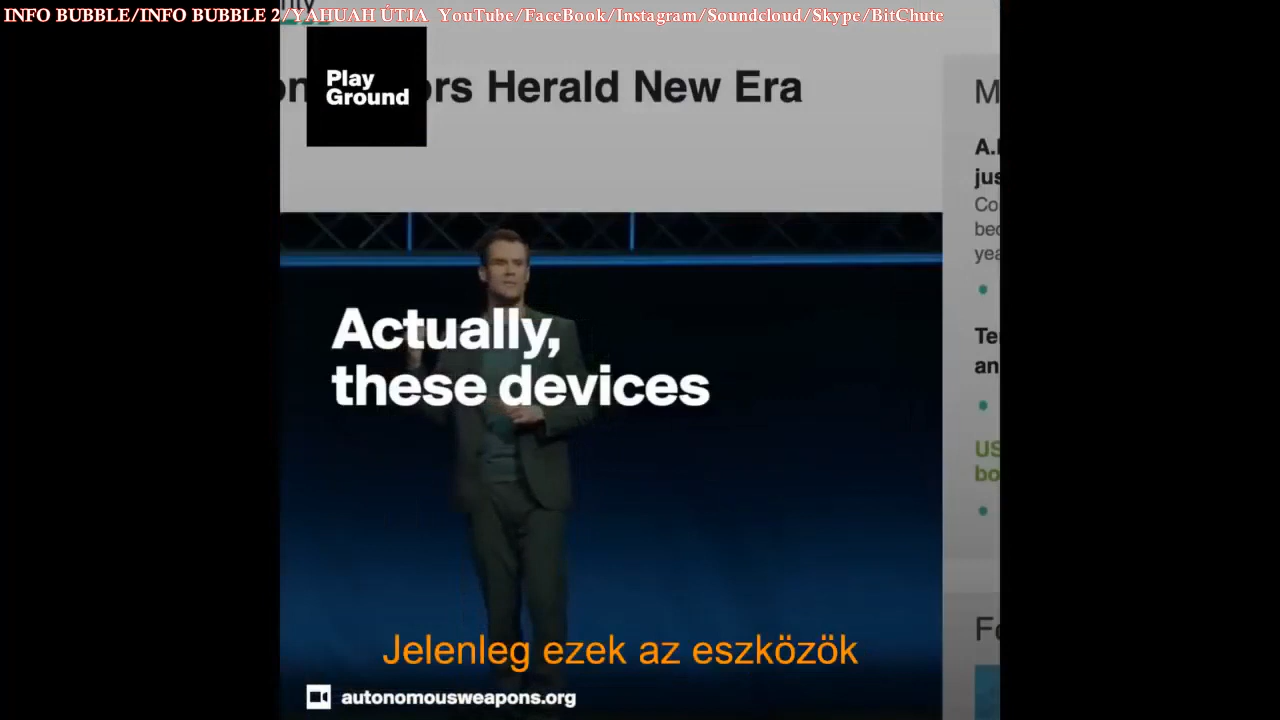 INFO BUBBLE/INFO BUBBLE 2/YAHUAH ÚTJA YouTube/FaceBook/Instagram/Soundcloud/Skype/BitChute
Play
Ground
Herald New Era
Actually,
these devices
Jelenleg ezek az eszközök
autonomousweapons.org